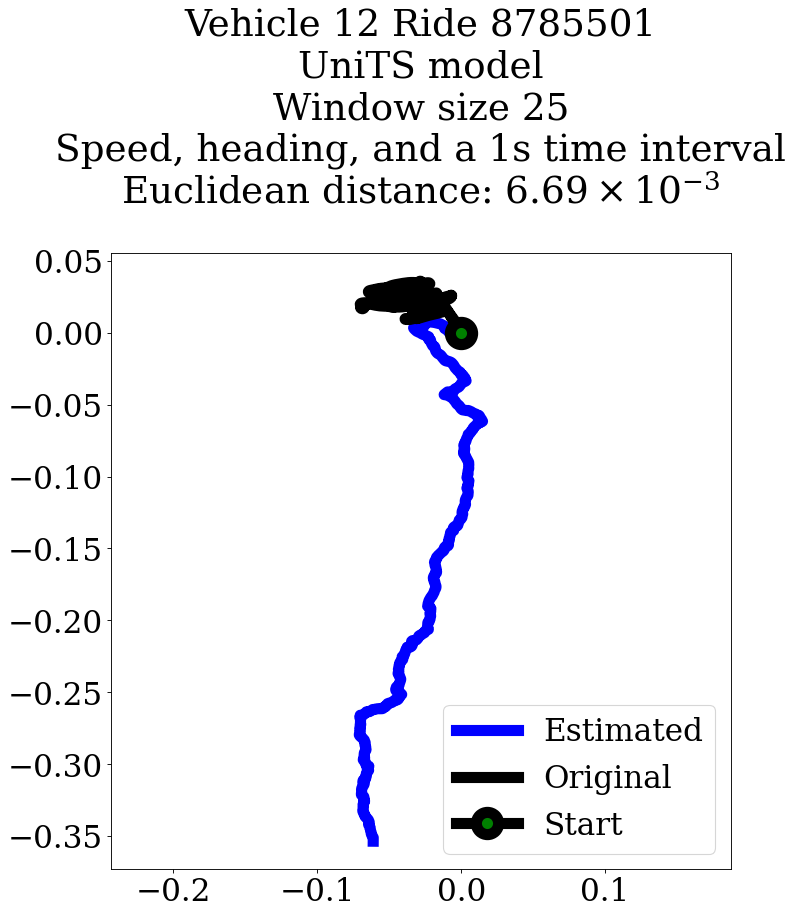 Vehicle 12 Ride 8785501
UniTS model
Window size 25
Speed, heading, and a 1s time interval
Euclidean distance: 6.69 × 10⁻³
0.05
0.00
−0.05
−0.10
−0.15
−0.20
−0.25
−0.30
−0.35
Estimated
Original
Start
−0.2 −0.1 0.0 0.1